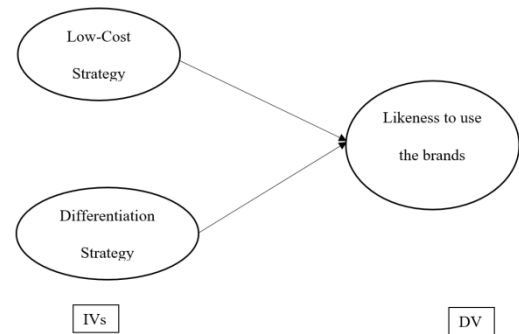 Low-Cost
Strategy
Likeness to use
the brands
Differentiation
Strategy
IVs
DV